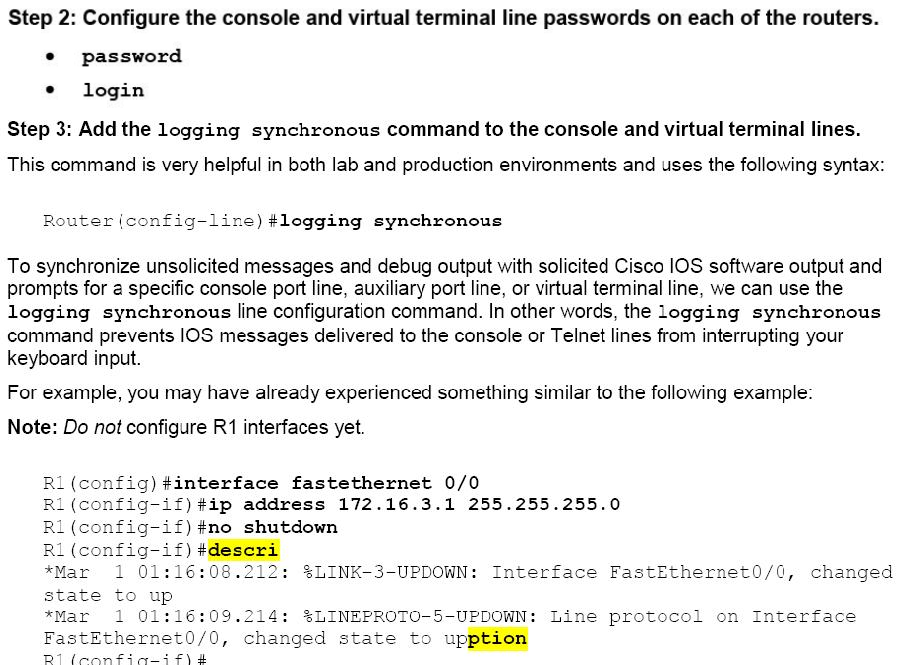 Step 2: Configure the console and virtual terminal line passwords on each of the routers.
• password
• login
Step 3: Add the logging synchronous command to the console and virtual terminal lines.
This command is very helpful in both lab and production environments and uses the following syntax:
Router(config-line)#logging synchronous
To synchronize unsolicited messages and debug output with solicited Cisco IOS software output and
prompts for a specific console port line, auxiliary port line, or virtual terminal line, we can use the
logging synchronous line configuration command. In other words, the logging synchronous
command prevents IOS messages delivered to the console or Telnet lines from interrupting your
keyboard input.
For example, you may have already experienced something similar to the following example:
Note: Do not configure R1 interfaces yet.
R1(config)#interface fastethernet 0/0
R1(config-if)#ip address 172.16.3.1 255.255.255.0
R1(config-if)#no shutdown
R1(config-if)#descri
*Mar  1 01:16:08.212: %LINK-3-UPDOWN: Interface FastEthernet0/0, changed
state to up
*Mar  1 01:16:09.214: %LINEPROTO-5-UPDOWN: Line protocol on Interface
FastEthernet0/0, changed state to upption
R1(config-if)#